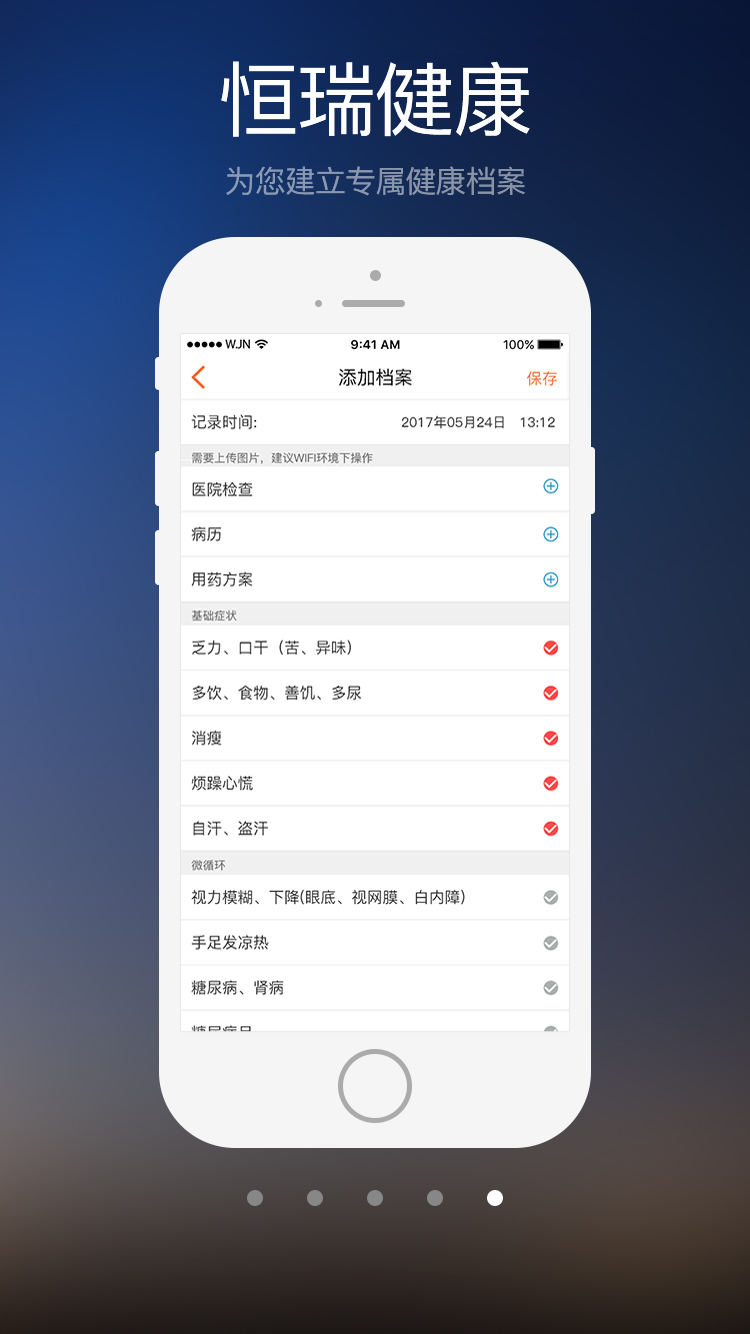 恒瑞健康
为您建立专属健康档案
WJN 9:41 AM 100%
添加档案 保存
记录时间: 2017年05月24日 13:12
需要上传图片，建议WIFI环境下操作
医院检查
病历
用药方案
基础症状
乏力、口干（苦、异味）
多饮、食物、善饥、多尿
消瘦
烦躁心慌
自汗、盗汗
微循环
视力模糊、下降(眼底、视网膜、白内障)
手足发凉热
糖尿病、肾病